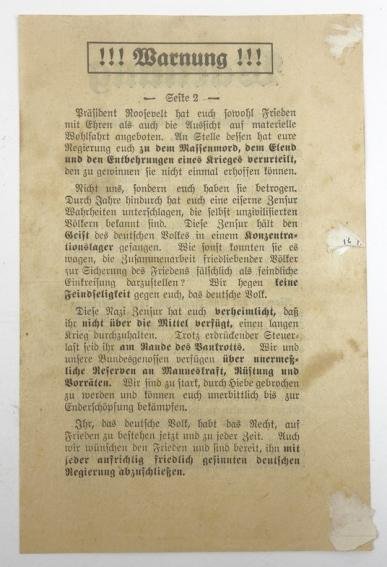 !!! Warnung !!!
— Seite 2 —
Präsident Roosevelt hat euch sowohl Frieden
mit Ehren als auch die Aussicht auf materielle
Wohlfahrt angeboten. An Stelle dessen hat eure
Regierung euch zu dem Massenmord, dem Elend
und den Entbehrungen eines Krieges verurteilt,
den zu gewinnen sie nicht einmal erhoffen können.
Nicht uns, sondern euch haben sie betrogen.
Durch Jahre hindurch hat euch eine eiserne Zensur
Wahrheiten unterschlagen, die selbst unzivilisierten
Völkern bekannt sind. Diese Zensur hält den
Geist des deutschen Volkes in einem Konzentra-
tionslager gefangen. Wie sonst konnten sie es
wagen, die Zusammenarbeit friedliebender Völker
zur Sicherung des Friedens fälschlich als feindliche
Einkreisung darzustellen? Wir hegen keine
Feindseligkeit gegen euch, das deutsche Volk.
Diese Nazi Zensur hat euch verheimlicht, daß
ihr nicht über die Mittel verfügt, einen langen
Krieg durchzuhalten. Trotz erdrückender Steuer-
last seid ihr am Rande des Bankrotts. Wir und
unsere Bundesgenossen verfügen über unermeß-
liche Reserven an Manneskraft, Rüstung und
Vorräten. Wir sind zu stark, durch Hiebe gebrochen
zu werden und können euch unerbittlich bis zur
Enderschöpfung bekämpfen.
Ihr, das deutsche Volk, habt das Recht, auf
Frieden zu bestehen jetzt und zu jeder Zeit. Auch
wir wünschen den Frieden und sind bereit, ihn mit
jeder aufrichtig friedlich gesinnten deutschen
Regierung abzuschließen.